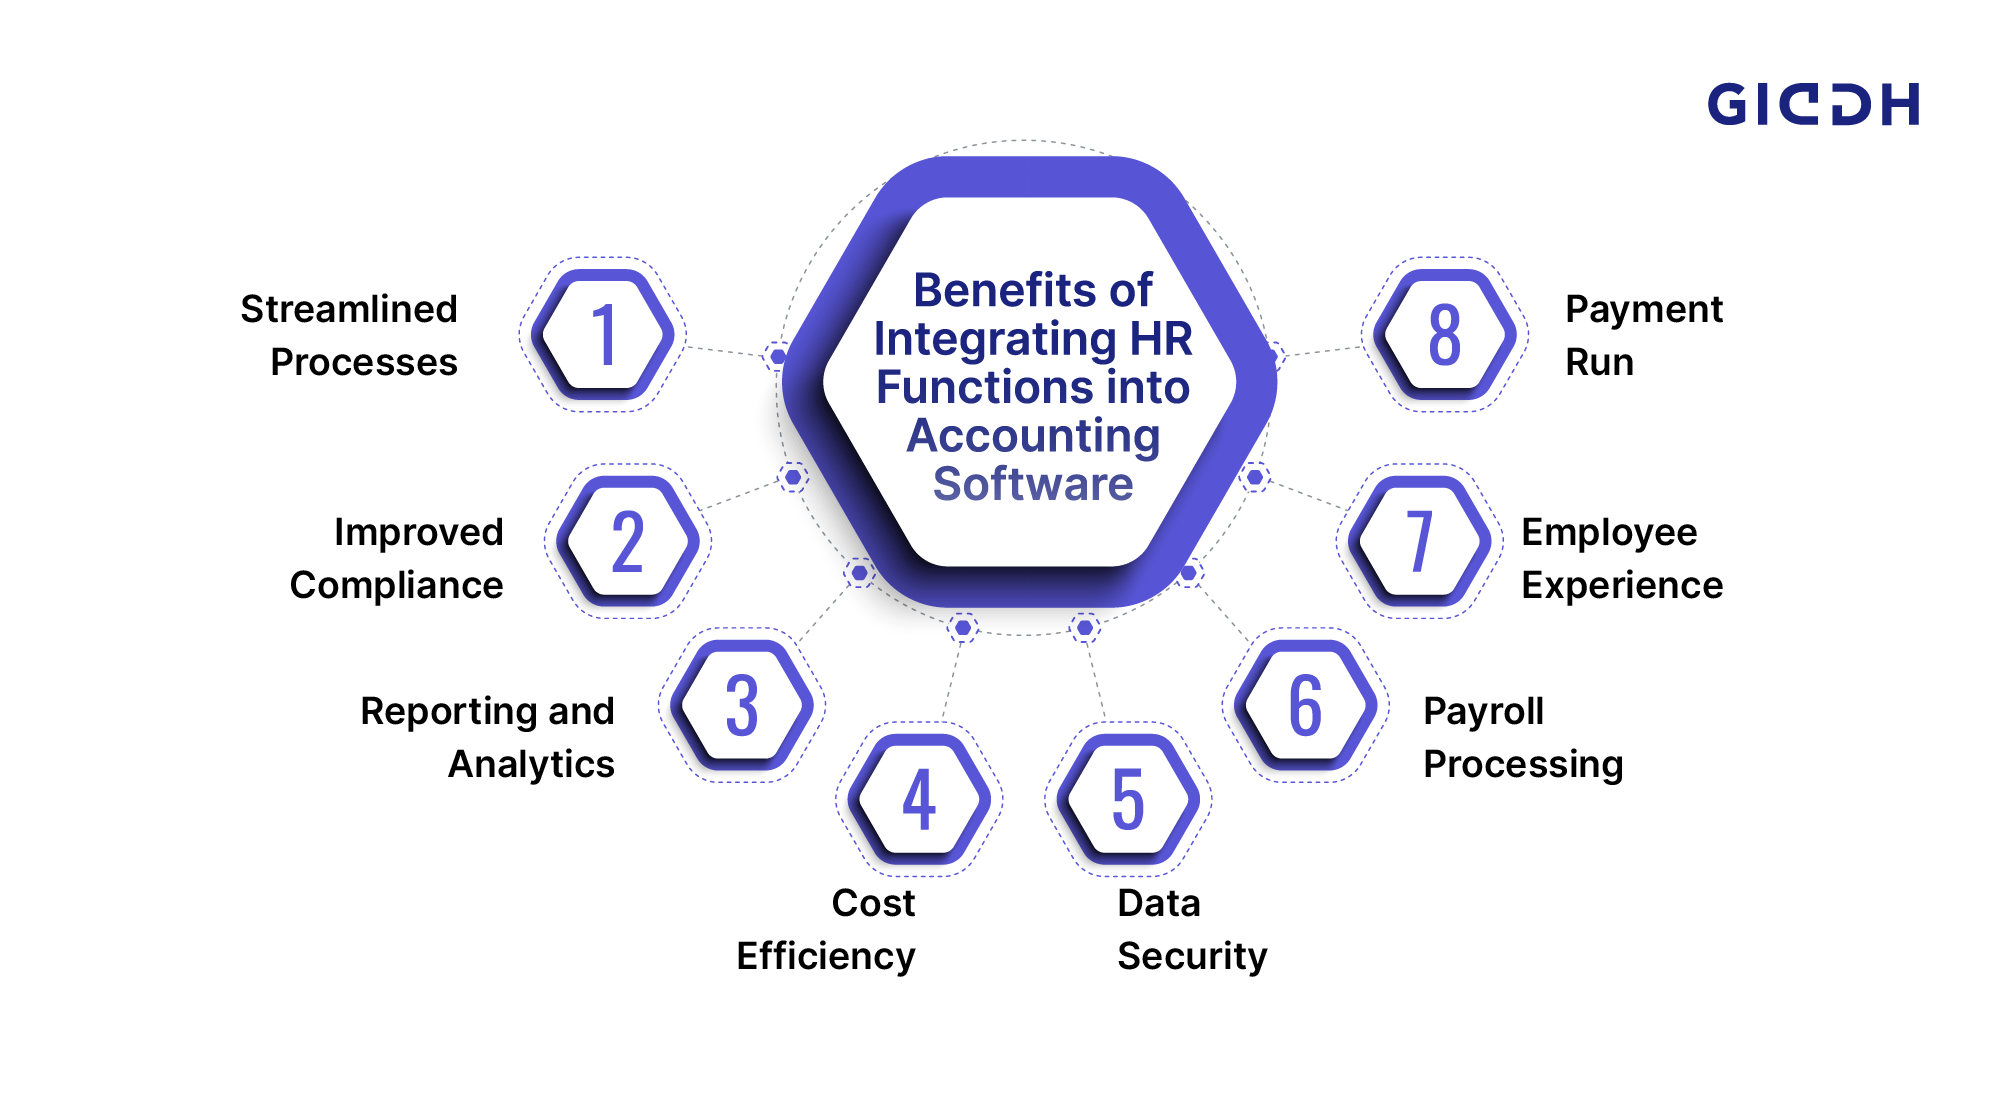 GIDDH
Benefits of
Integrating HR
Functions into
Accounting
Software
1
Streamlined
Processes
2
Improved
Compliance
3
Reporting and
Analytics
4
Cost
Efficiency
5
Data
Security
6
Payroll
Processing
7
Employee
Experience
8
Payment
Run